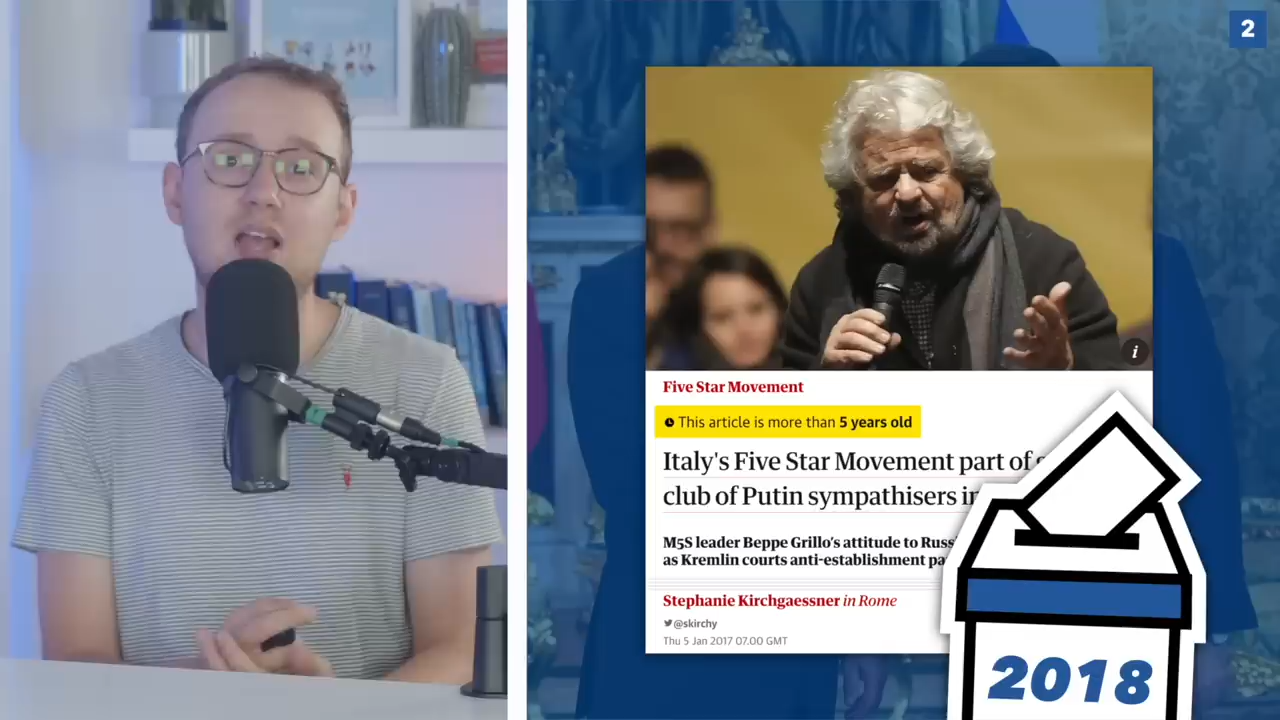 2
i
Five Star Movement
This article is more than 5 years old
Italy's Five Star Movement part of
club of Putin sympathisers in
M5S leader Beppe Grillo's attitude to
as Kremlin courts anti-establishment
Stephanie Kirchgaessner in Rome
@skirchy
Thu 5 Jan 2017 07.00 GMT
2018